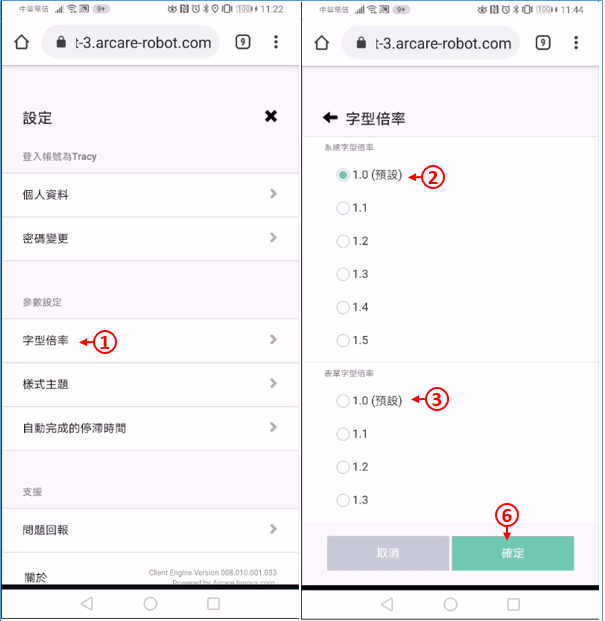 中華電信 9+ 100 11:22
t-3.arcare-robot.com 9
設定
登入帳號為Tracy
個人資料
密碼變更
參數設定
字型倍率 1
樣式主題
自動完成的停滯時間
支援
問題回報
關於
Client Engine Version 008.010.001.033
Powered by Arcare Innova corp.
中華電信 9+ 100 11:44
t-3.arcare-robot.com 9
字型倍率
系統字型倍率
1.0 (預設) 2
1.1
1.2
1.3
1.4
1.5
表單字型倍率
1.0 (預設) 3
1.1
1.2
1.3
6
取消 確定